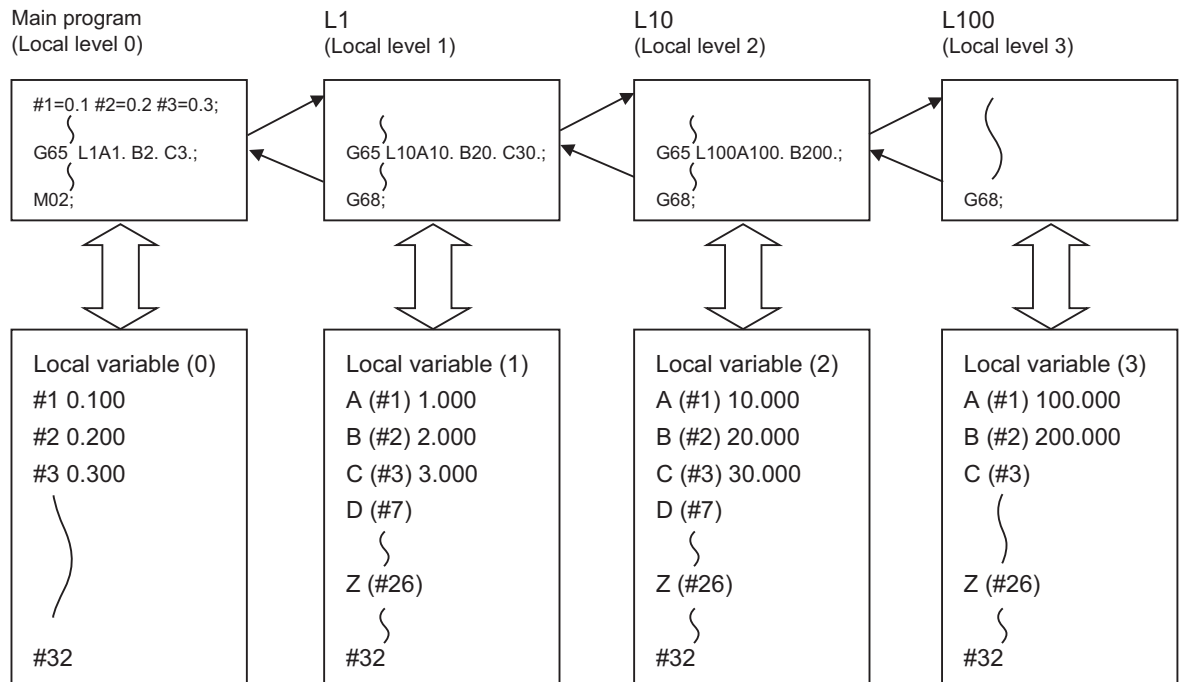 Main program
(Local level 0)
L1
(Local level 1)
L10
(Local level 2)
L100
(Local level 3)
#1=0.1 #2=0.2 #3=0.3;
G65 L1A1. B2. C3.;
M02;
G65 L10A10. B20. C30.;
G68;
G65 L100A100. B200.;
G68;
G68;
Local variable (0)
#1 0.100
#2 0.200
#3 0.300
#32
Local variable (1)
A (#1) 1.000
B (#2) 2.000
C (#3) 3.000
D (#7)
Z (#26)
#32
Local variable (2)
A (#1) 10.000
B (#2) 20.000
C (#3) 30.000
D (#7)
Z (#26)
#32
Local variable (3)
A (#1) 100.000
B (#2) 200.000
C (#3)
Z (#26)
#32